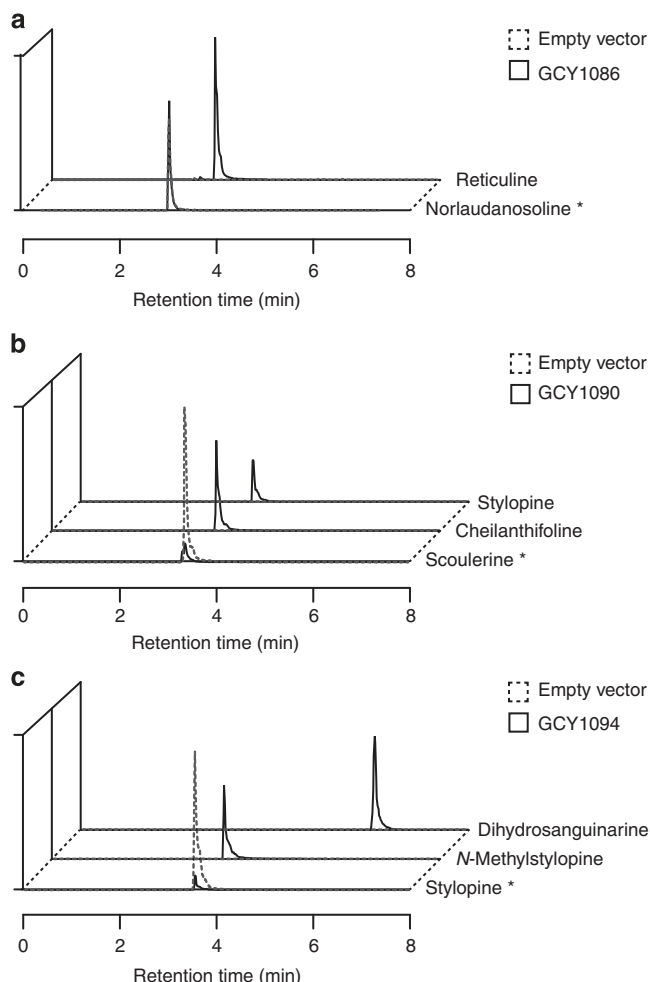 a
Empty vector
GCY1086
Reticuline
Norlaudanosoline *
0 2 4 6 8
Retention time (min)
b
Empty vector
GCY1090
Stylopine
Cheilanthifoline
Scoulerine *
0 2 4 6 8
Retention time (min)
c
Empty vector
GCY1094
Dihydrosanguinarine
N-Methylstylopine
Stylopine *
0 2 4 6 8
Retention time (min)